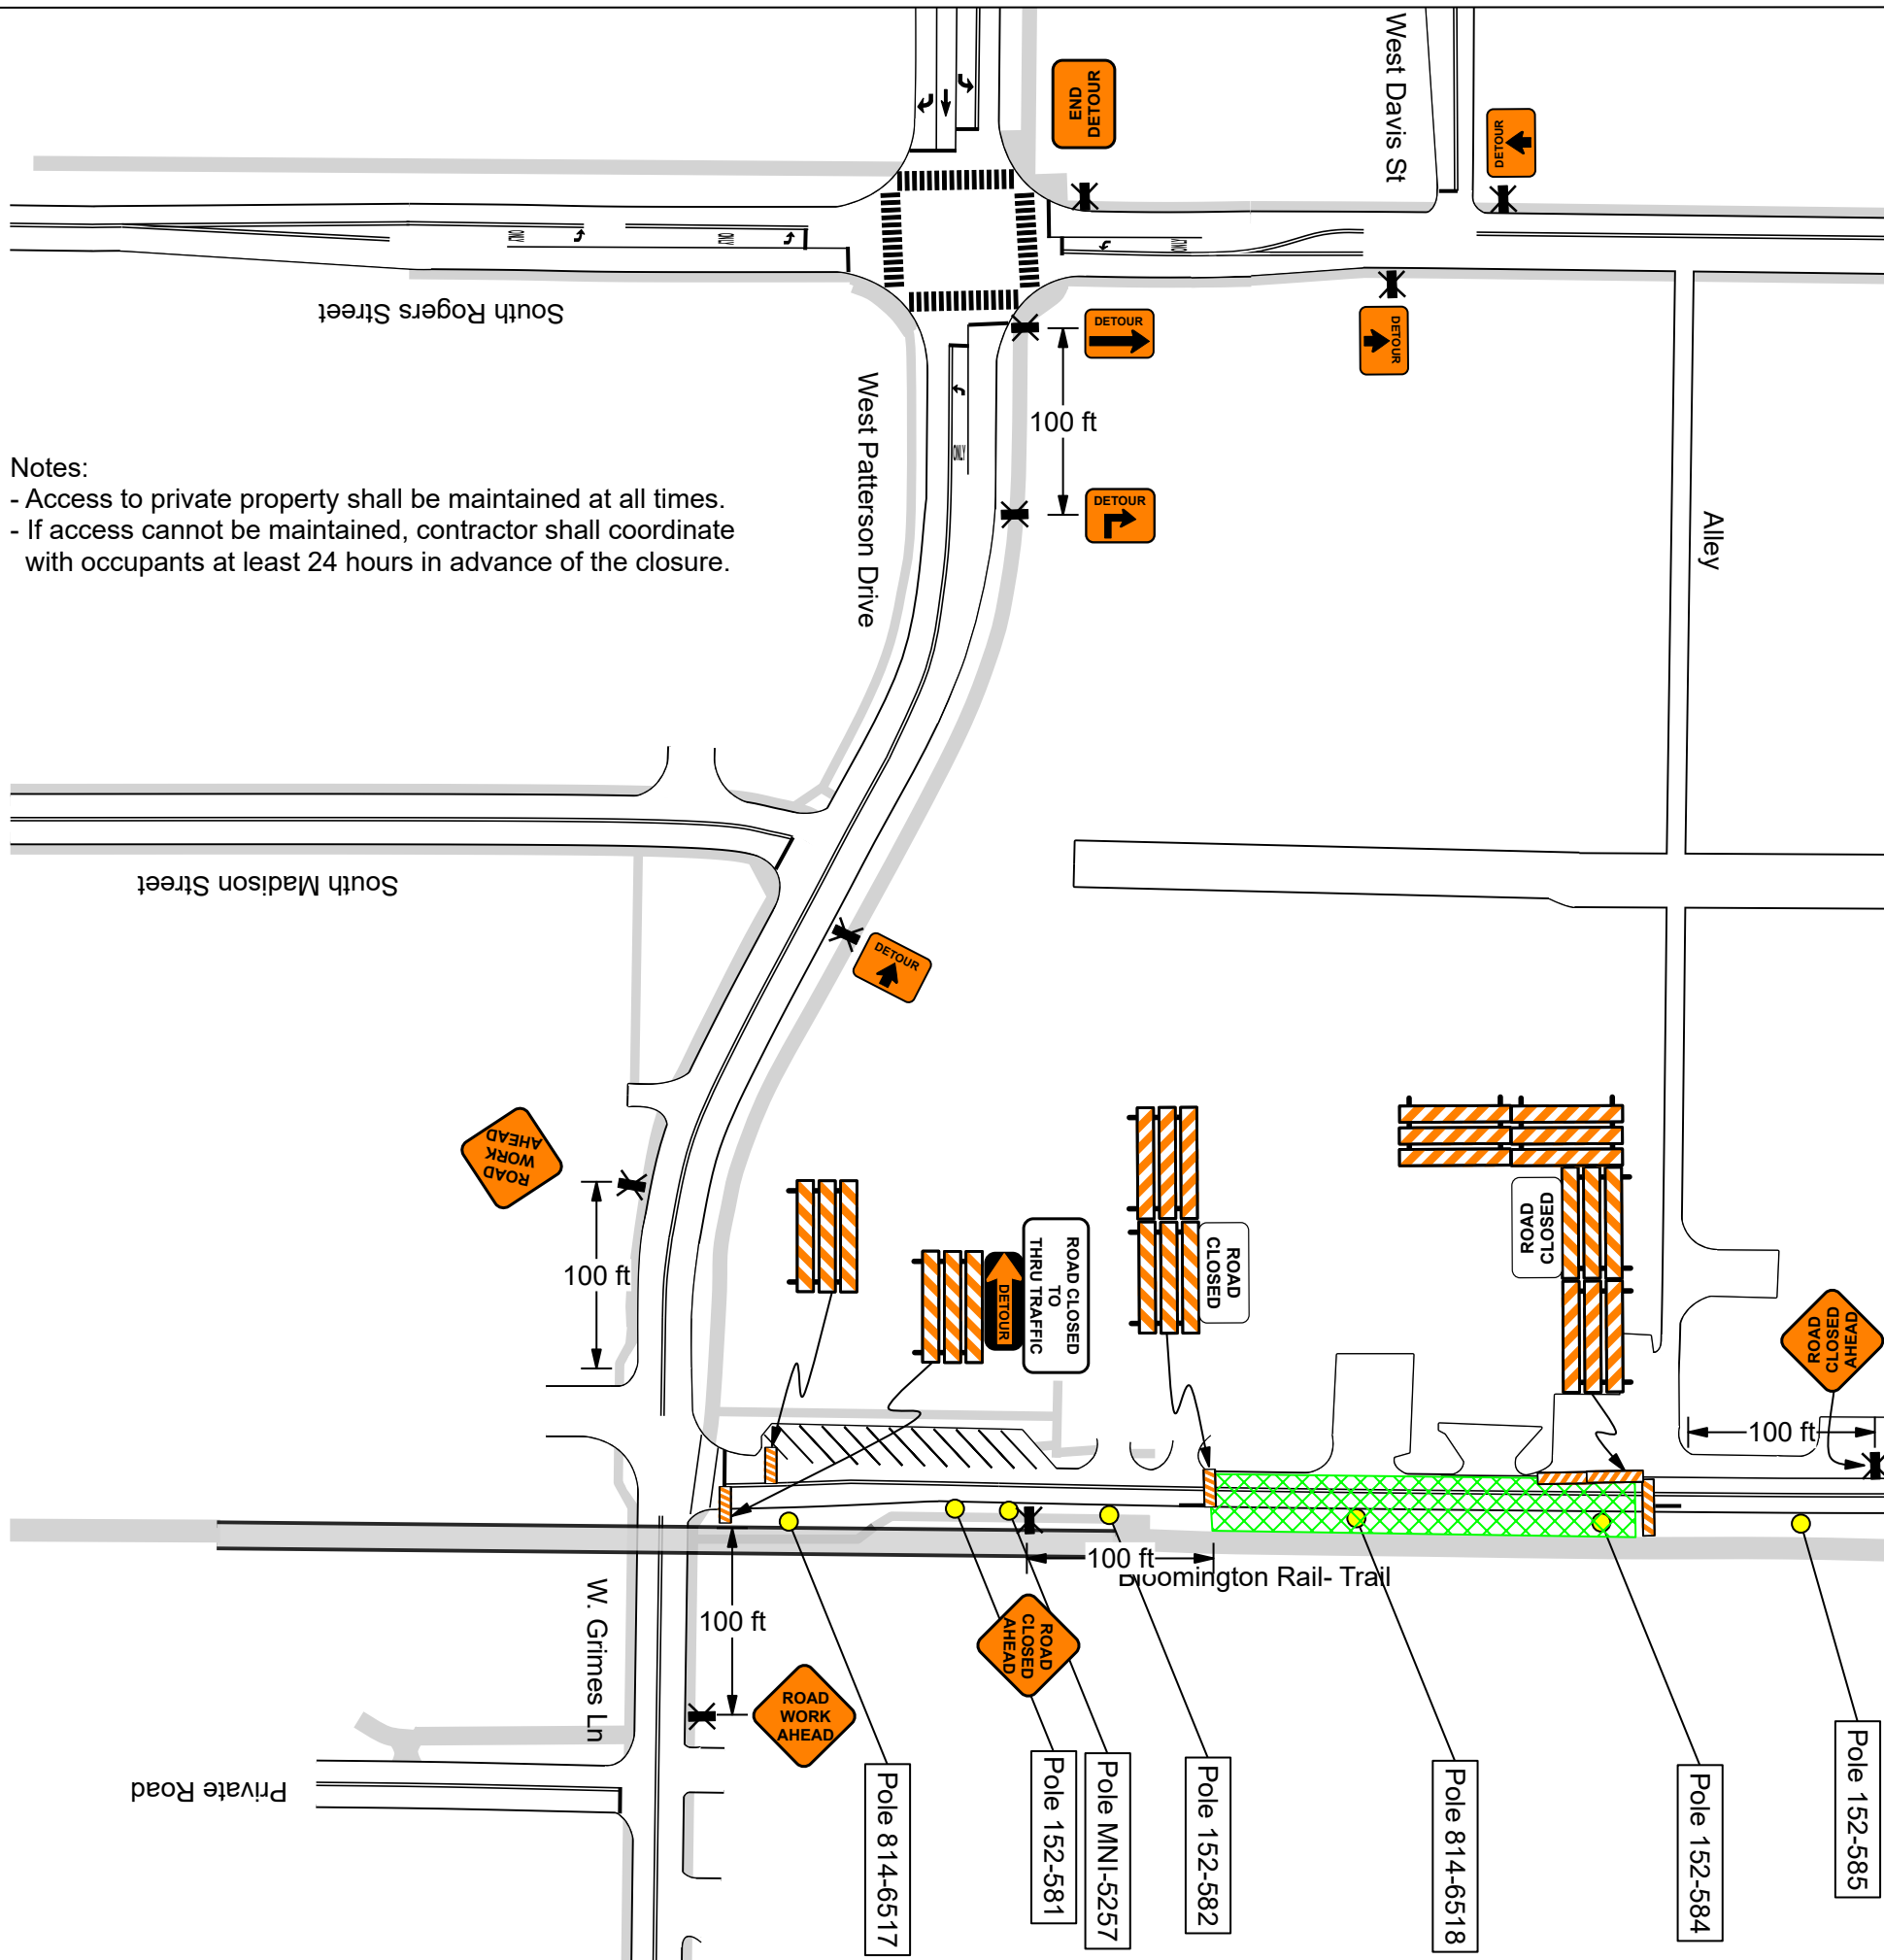 West Davis St
END
DETOUR
DETOUR
ONLY
ONLY
ONLY
South Rogers Street
DETOUR
DETOUR
100 ft
West Patterson Drive
ONLY
Notes:
- Access to private property shall be maintained at all times.
- If access cannot be maintained, contractor shall coordinate
with occupants at least 24 hours in advance of the closure.
DETOUR
Alley
South Madison Street
DETOUR
ROAD
WORK
AHEAD
100 ft
ROAD CLOSED
TO
THRU TRAFFIC
DETOUR
ROAD
CLOSED
ROAD
CLOSED
ROAD
CLOSED
AHEAD
100 ft
100 ft
Bloomington Rail- Trail
100 ft
W. Grimes Ln
ROAD
CLOSED
AHEAD
ROAD
WORK
AHEAD
Private Road
Pole 814-6517
Pole 152-581
Pole MNI-5257
Pole 152-582
Pole 814-6518
Pole 152-584
Pole 152-585